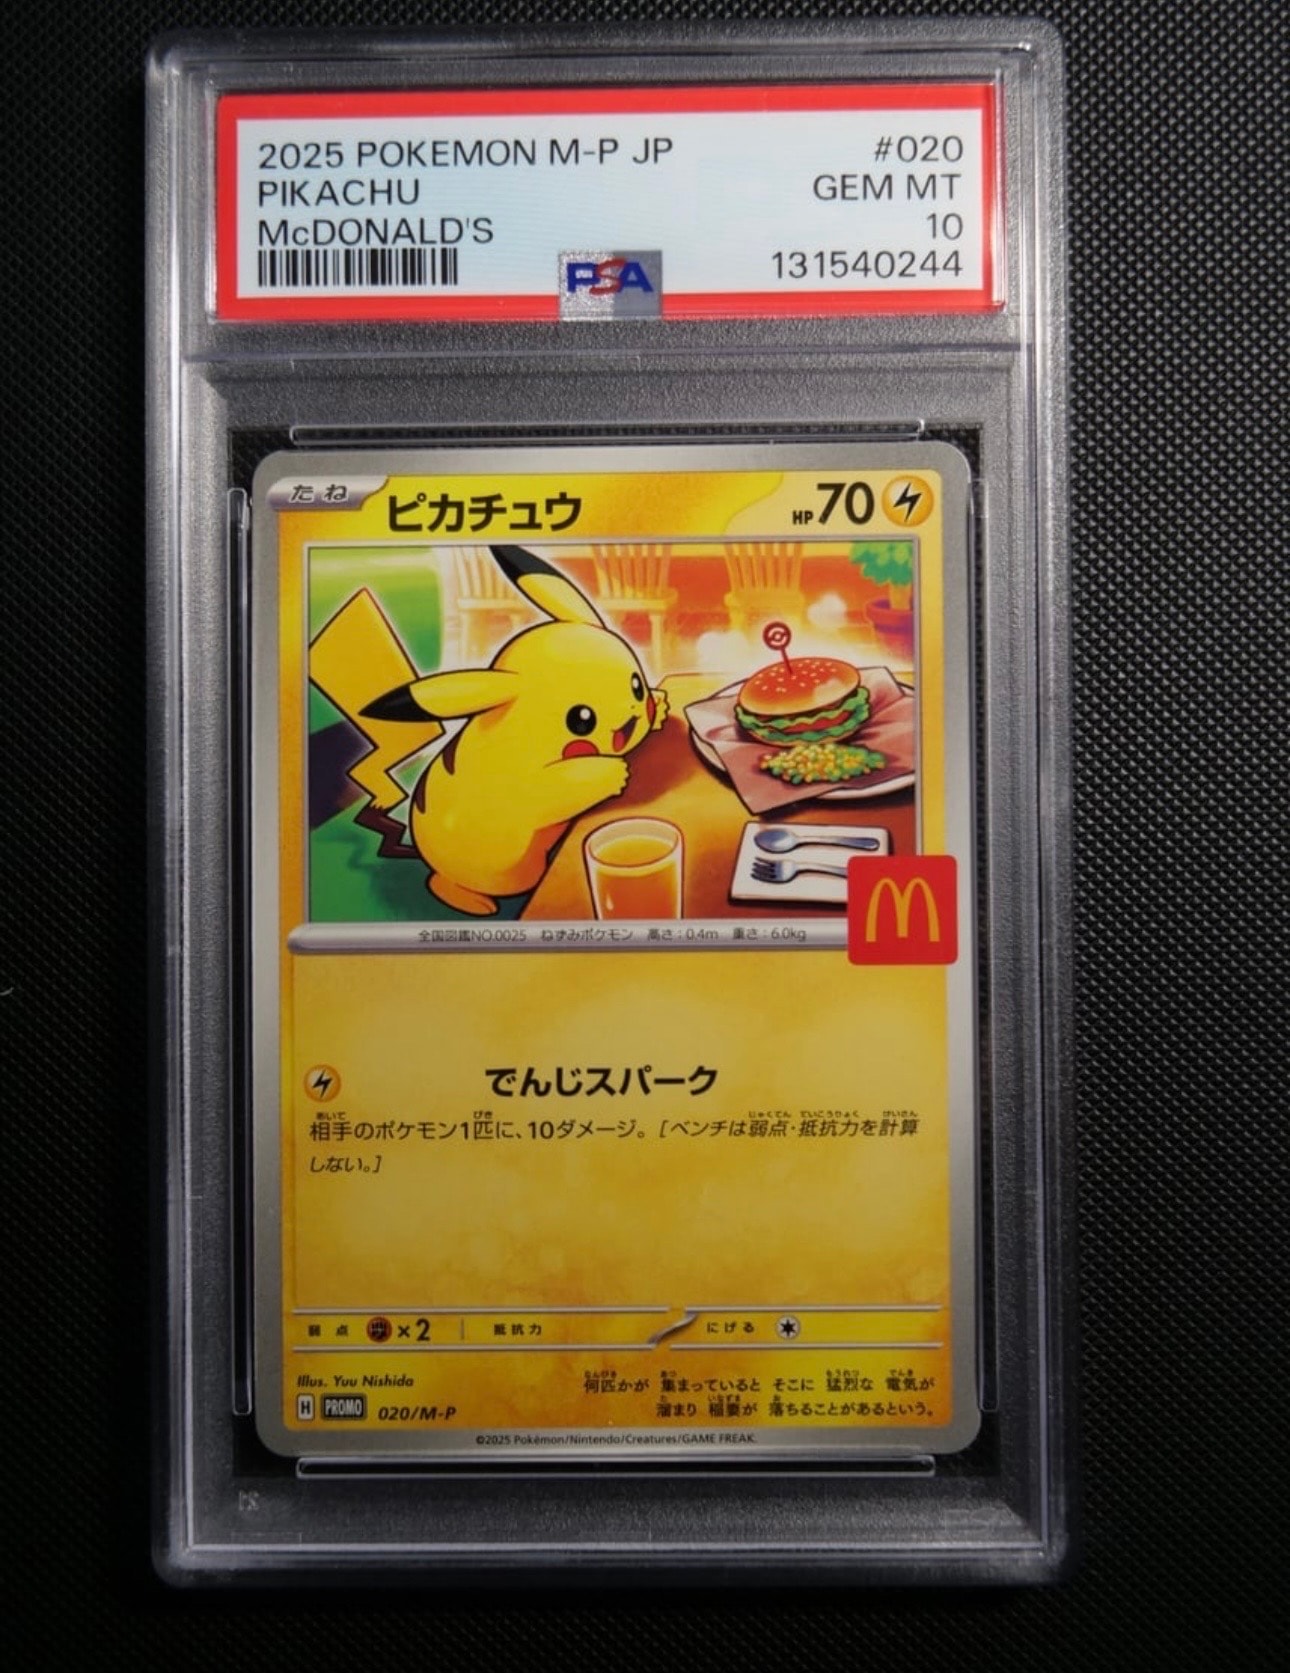 2025 POKEMON M-P JP #020
PIKACHU GEM MT
McDONALD'S 10
PSA 131540244
たね ピカチュウ HP70
M
全国図鑑NO.0025 ねずみポケモン 高さ:0.4m 重さ:6.0kg
でんじスパーク
相手のポケモン1匹に、10ダメージ。[ベンチは弱点・抵抗力を計算
しない。]
弱点 ×2 抵抗力 にげる
Illus. Yuu Nishida
何匹かが 集まっていると そこに 猛烈な 電気が
溜まり 稲妻が 落ちることがあるという。
H PROMO 020/M-P
©2025 Pokémon/Nintendo/Creatures/GAME FREAK.